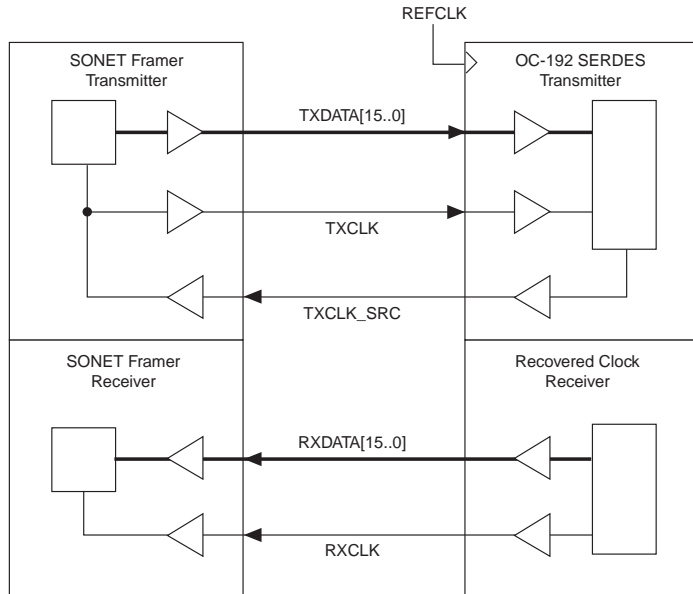 REFCLK
SONET Framer
Transmitter
OC-192 SERDES
Transmitter
TXDATA[15..0]
TXCLK
TXCLK_SRC
SONET Framer
Receiver
Recovered Clock
Receiver
RXDATA[15..0]
RXCLK